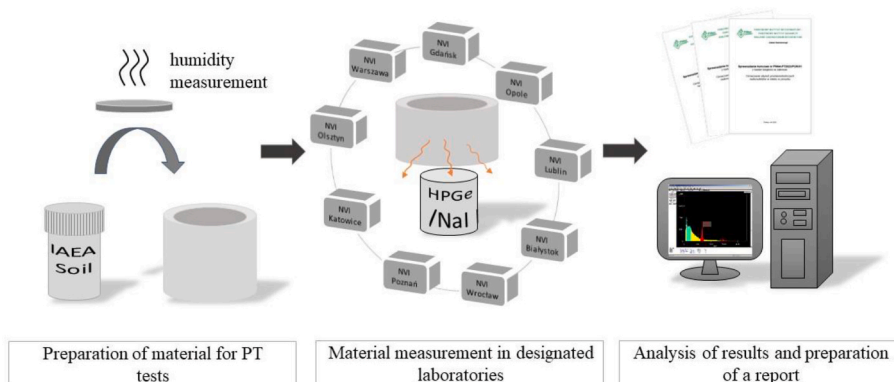 humidity
measurement
IAEA
Soil
Preparation of material for PT
tests
NVI
Gdańsk
NVI
Opole
NVI
Lublin
NVI
Białystok
NVI
Wrocław
NVI
Poznań
NVI
Katowice
NVI
Olsztyn
NVI
Warszawa
HPGe
/NaI
Material measurement in designated
laboratories
Analysis of results and preparation
of a report